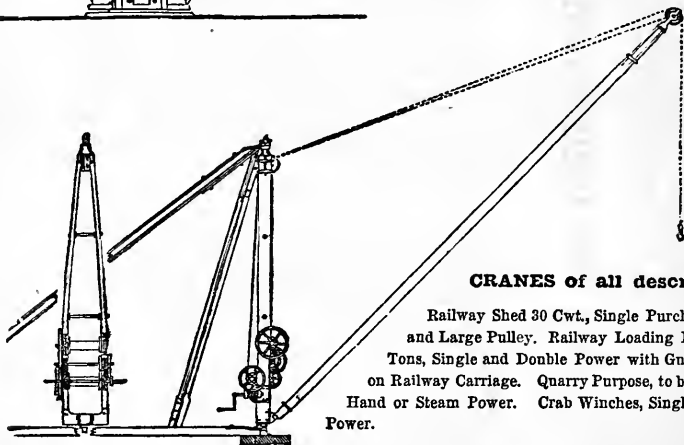 CRANES of all descr
Railway Shed 30 Cwt., Single Purch
and Large Pulley. Railway Loading
Tons, Single and Double Power with Gu
on Railway Carriage. Quarry Purpose, to b
Hand or Steam Power. Crab Winches, Singl
Power.